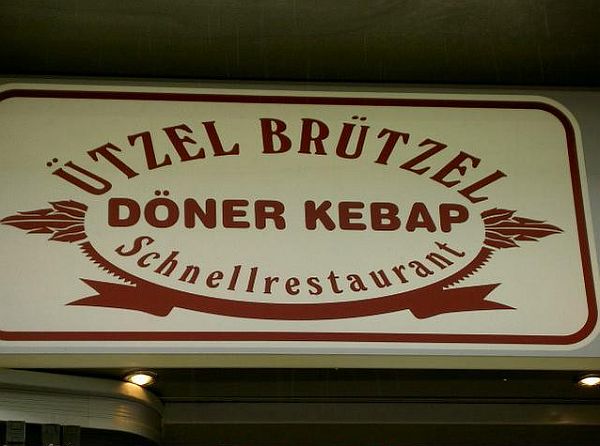 ÜTZEL BRÜTZEL
DÖNER KEBAP
Schnellrestaurant